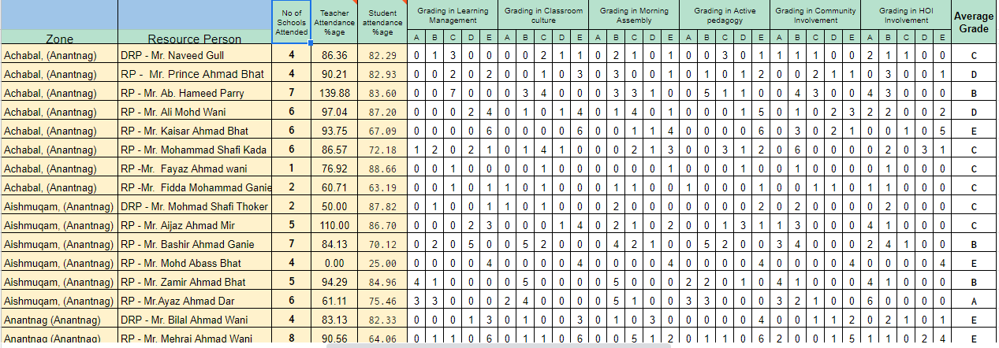 Zone Resource Person No of Schools Attended Teacher Attendance %age Student attendance %age Grading in Learning Management Grading in Classroom culture Grading in Morning Assembly Grading in Active pedagogy Grading in Community Involvement Grading in HOI Involvement Average Grade
A B C D E A B C D E A B C D E A B C D E A B C D E A B C D E
Achabal, (Anantnag) DRP - Mr. Naveed Gull 4 86.36 82.29 0 1 3 0 0 0 0 2 1 1 0 2 1 0 1 0 0 3 0 1 1 1 1 0 0 2 1 1 0 0 C
Achabal, (Anantnag) RP - Mr. Prince Ahmad Bhat 4 90.21 82.93 0 0 2 0 2 0 0 1 0 3 0 3 0 0 1 0 1 0 1 2 0 0 2 1 1 0 3 0 0 1 D
Achabal, (Anantnag) RP - Mr. Ab. Hameed Parry 7 139.88 83.60 0 0 7 0 0 0 3 4 0 0 0 3 3 1 0 0 5 1 1 0 0 4 3 0 0 4 3 0 0 0 B
Achabal, (Anantnag) RP - Mr. Ali Mohd Wani 6 97.04 87.20 0 0 0 2 4 0 1 0 1 4 0 1 4 0 1 0 0 0 1 5 0 1 0 2 3 2 2 0 0 2 D
Achabal, (Anantnag) RP - Mr. Kaisar Ahmad Bhat 6 93.75 67.09 0 0 0 0 6 0 0 0 0 6 0 0 1 1 4 0 0 0 0 6 0 3 0 2 1 0 0 1 0 5 E
Achabal, (Anantnag) RP - Mr. Mohammad Shafi Kada 6 86.57 72.18 1 2 0 2 1 0 1 4 1 0 0 0 2 1 3 0 0 3 1 2 0 6 0 0 0 0 2 0 3 1 C
Achabal, (Anantnag) RP -Mr. Fayaz Ahmad wani 1 76.92 88.66 0 0 1 0 0 0 0 1 0 0 0 0 0 0 1 0 0 0 1 0 0 1 0 0 0 0 1 0 0 0 C
Achabal, (Anantnag) RP -Mr. Fidda Mohammad Ganie 2 60.71 63.19 0 0 1 0 1 1 0 1 0 0 0 1 1 0 0 1 0 0 0 1 0 0 1 1 0 1 1 0 0 0 C
Aishmuqam, (Anantnag) DRP - Mr. Mohmad Shafi Thoker 2 50.00 87.82 0 1 0 0 1 1 0 1 0 0 0 2 0 0 0 0 0 0 0 2 0 2 0 0 0 0 2 0 0 0 C
Aishmuqam, (Anantnag) RP - Mr. Aijaz Ahmad Mir 5 110.00 86.70 0 0 0 2 3 0 0 0 1 4 0 2 1 0 2 0 0 1 3 1 1 3 0 0 0 4 1 0 0 0 C
Aishmuqam, (Anantnag) RP - Mr. Bashir Ahmad Ganie 7 84.13 70.12 0 2 0 5 0 0 5 2 0 0 0 4 2 1 0 0 5 2 0 0 3 4 0 0 0 2 4 1 0 0 B
Aishmuqam, (Anantnag) RP - Mr. Mohd Abass Bhat 4 0.00 25.00 0 0 0 0 4 0 0 0 0 4 0 0 0 0 4 0 0 0 0 4 0 0 0 0 4 0 0 0 0 4 E
Aishmuqam, (Anantnag) RP - Mr. Zamir Ahmad Bhat 5 94.29 84.96 4 1 0 0 0 0 5 0 0 0 0 5 0 0 0 2 2 0 1 0 4 1 0 0 0 4 1 0 0 0 B
Aishmuqam, (Anantnag) RP - Mr.Ayaz Ahmad Dar 6 61.11 75.46 3 3 0 0 0 2 4 0 0 0 0 5 1 0 0 3 3 0 0 0 3 2 1 0 0 6 0 0 0 0 A
Anantnag (Anantnag) DRP - Mr. Bilal Ahmad Wani 4 83.13 82.33 0 0 0 1 3 0 1 0 0 3 0 1 0 3 0 0 0 0 0 4 0 0 1 1 2 0 2 1 0 1 E
Anantnag (Anantnag) RP - Mr. Mehraj Ahmad Wani 8 90.56 64.06 0 0 1 1 6 0 1 1 0 6 0 0 5 1 2 0 1 1 0 6 2 0 0 1 5 1 1 0 2 4 E